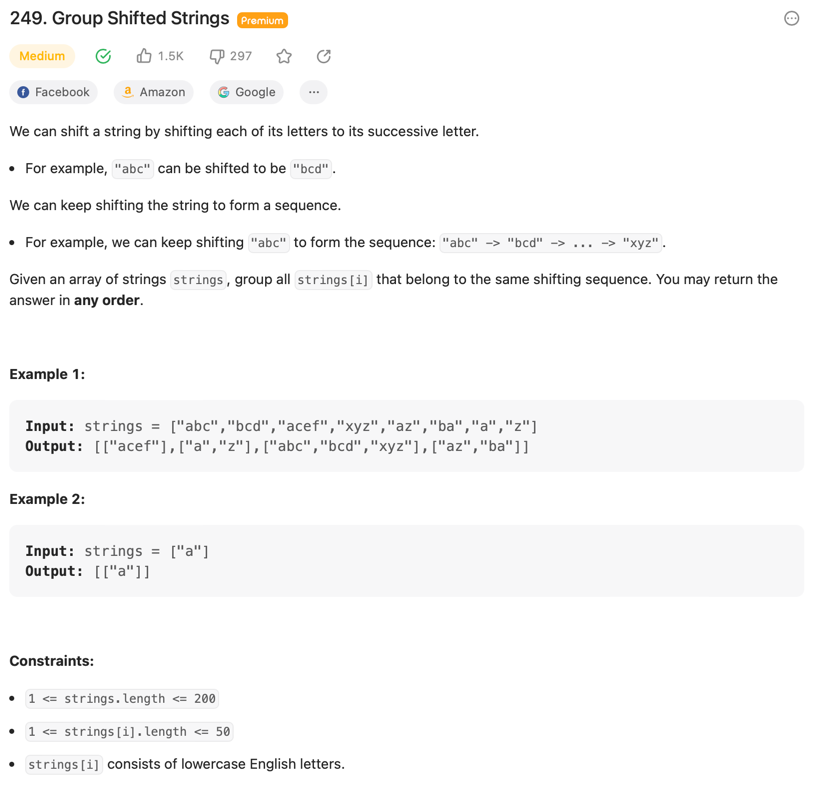 249. Group Shifted Strings Premium
Medium 1.5K 297
Facebook Amazon Google ...
We can shift a string by shifting each of its letters to its successive letter.
• For example, "abc" can be shifted to be "bcd".
We can keep shifting the string to form a sequence.
• For example, we can keep shifting "abc" to form the sequence: "abc" -> "bcd" -> ... -> "xyz".
Given an array of strings strings, group all strings[i] that belong to the same shifting sequence. You may return the
answer in any order.
Example 1:
Input: strings = ["abc","bcd","acef","xyz","az","ba","a","z"]
Output: [["acef"],["a","z"],["abc","bcd","xyz"],["az","ba"]]
Example 2:
Input: strings = ["a"]
Output: [["a"]]
Constraints:
• 1 <= strings.length <= 200
• 1 <= strings[i].length <= 50
• strings[i] consists of lowercase English letters.